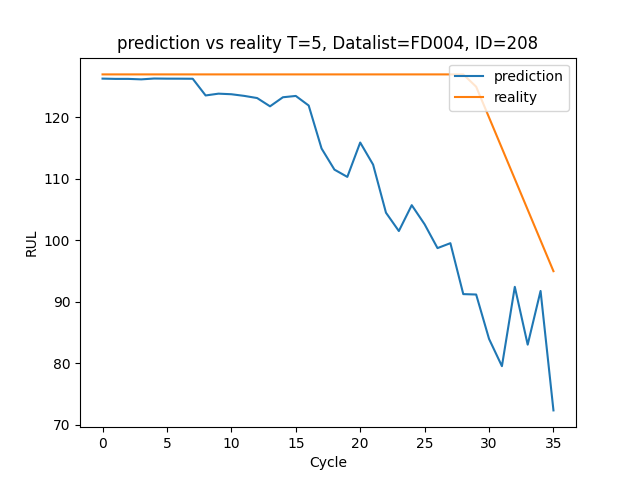 prediction vs reality T=5, Datalist=FD004, ID=208
prediction
reality
120
110
100
90
80
70
RUL
0 5 10 15 20 25 30 35
Cycle